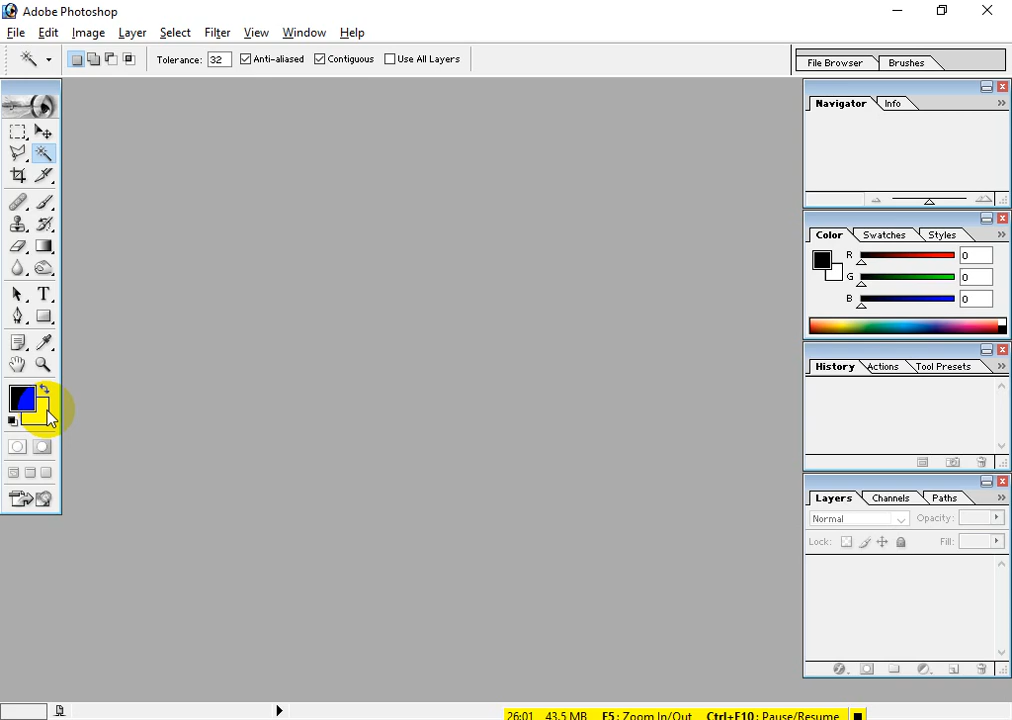 Adobe Photoshop
File Edit Image Layer Select Filter View Window Help
Tolerance: 32 Anti-aliased Contiguous Use All Layers
File Browser Brushes
Navigator Info
Color Swatches Styles
R 0
G 0
B 0
T
History Actions Tool Presets
Layers Channels Paths
Normal Opacity:
Lock: Fill:
26:01 43.5 MB F5: Zoom In/Out Ctrl+F10: Pause/Resume